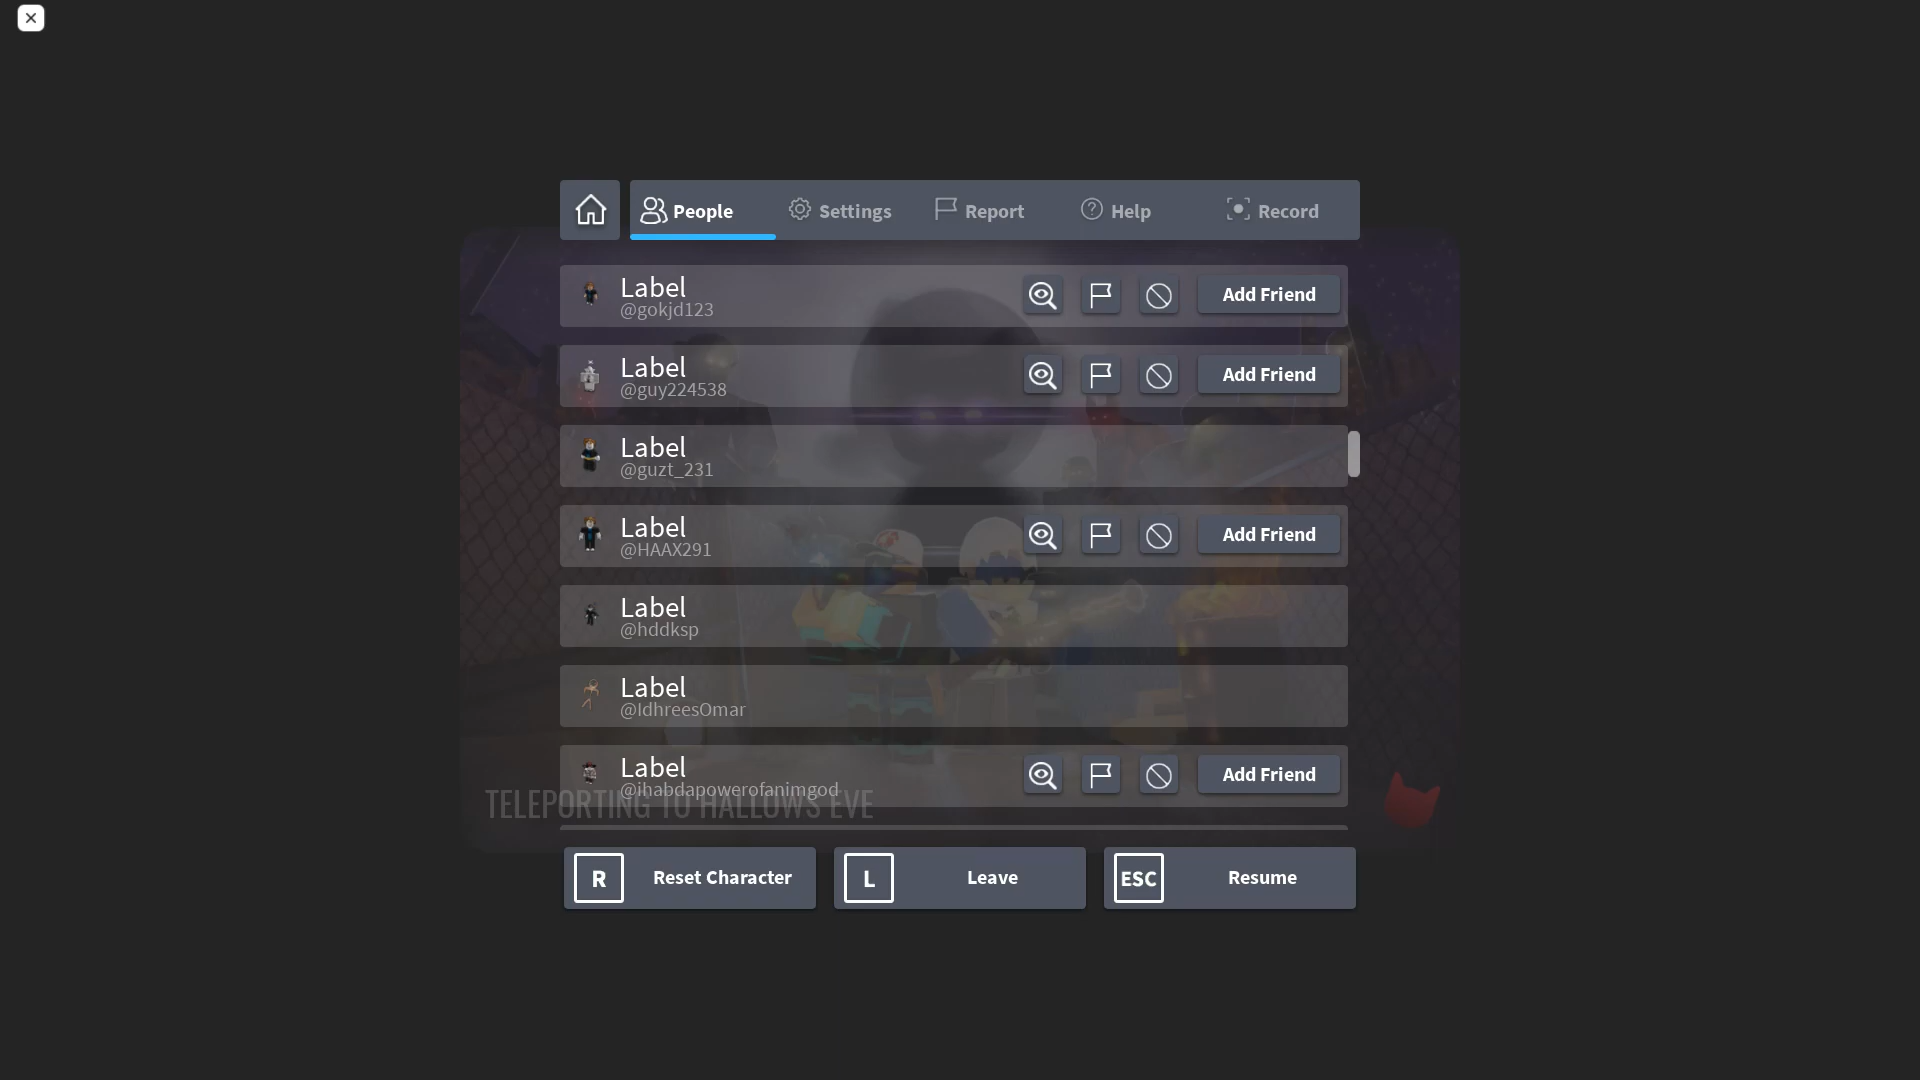 People
Settings
Report
Help
Record
Label
@gokjd123
Add Friend
Label
@guy224538
Add Friend
Label
@guzt_231
Label
@HAAX291
Add Friend
Label
@hddksp
Label
@IdhreesOmar
Label
@ihabdapowerofanimgod
Add Friend
TELEPORTING TO HALLOWS EVE
R
Reset Character
L
Leave
ESC
Resume